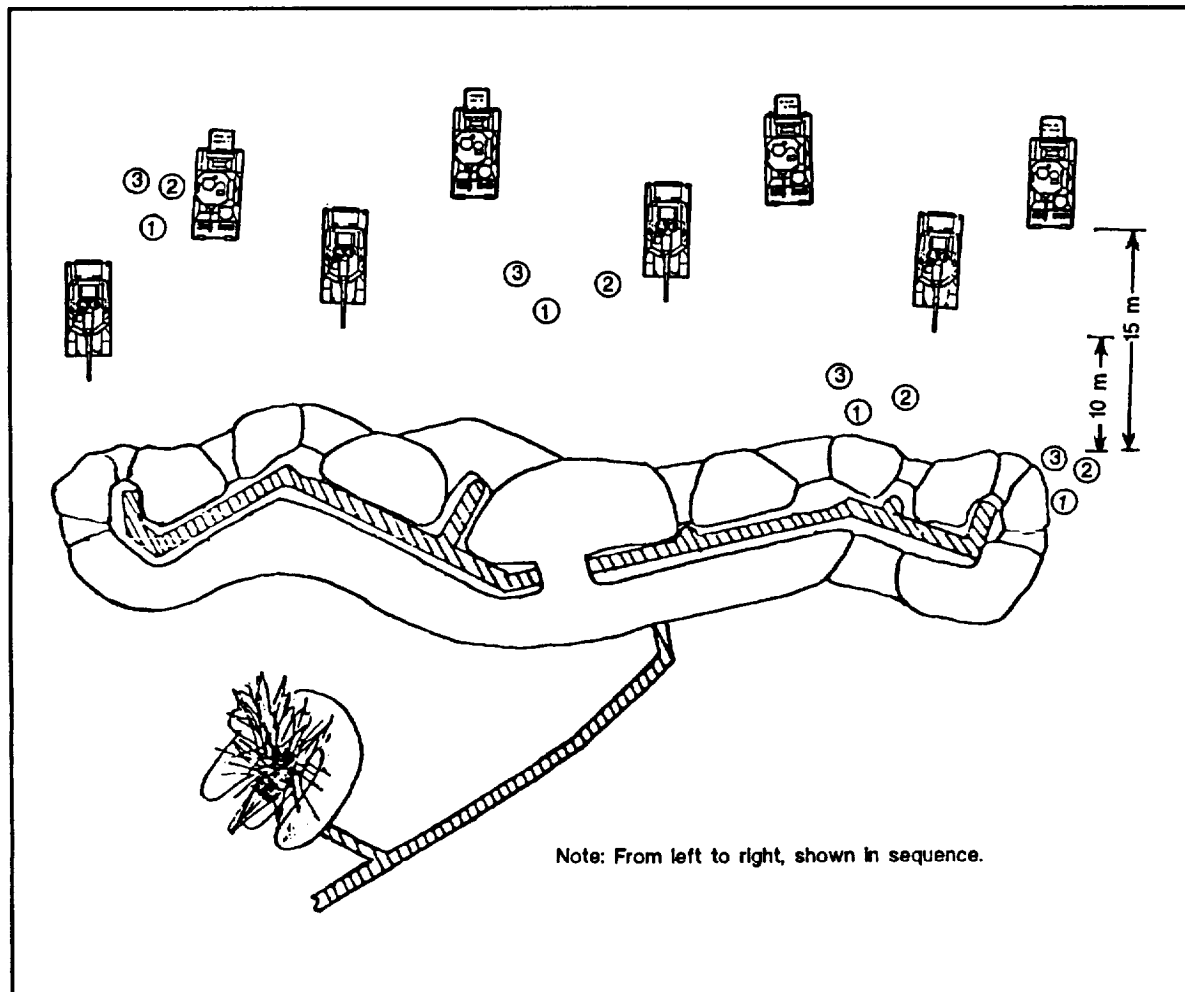 ③ ②
①
③ ②
①
③ ②
①
③ ②
①
10 m
15 m
Note: From left to right, shown in sequence.